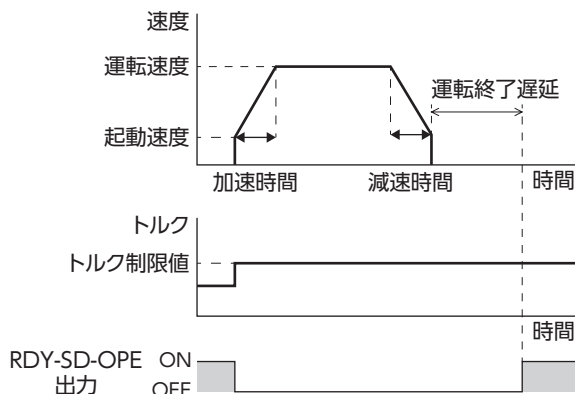 速度
運転速度
運転終了遅延
起動速度
加速時間
減速時間
時間
トルク
トルク制限値
時間
RDY-SD-OPE
出力
ON
OFF